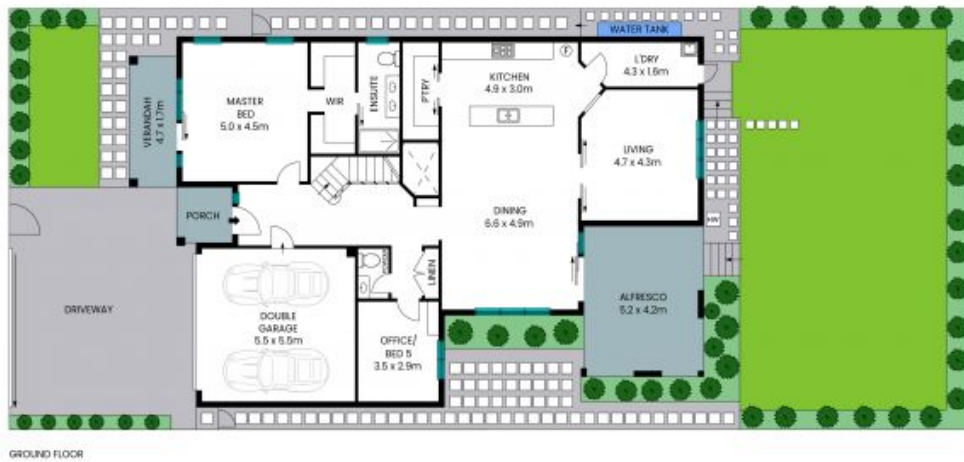 WATER TANK
L'DRY
4.3 x 1.6m
KITCHEN
4.9 x 3.0m
F
PTRY
ENSUITE
WIR
MASTER
BED
5.0 x 4.5m
VERANDAH
4.7 x 1.7m
LIVING
4.7 x 4.3m
PORCH
DINING
6.6 x 4.9m
HW
LINEN
DRIVEWAY
DOUBLE
GARAGE
5.5 x 5.5m
OFFICE/
BED 5
3.5 x 2.9m
ALFRESCO
5.2 x 4.2m
GROUND FLOOR